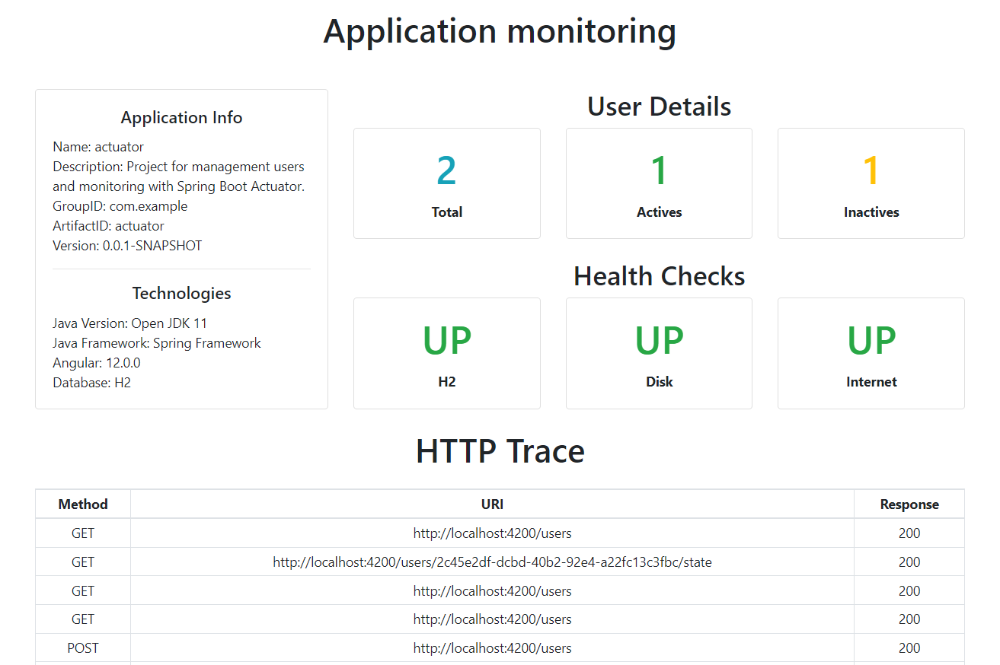 Application monitoring
Application Info
Name: actuator
Description: Project for management users
and monitoring with Spring Boot Actuator.
GroupID: com.example
ArtifactID: actuator
Version: 0.0.1-SNAPSHOT
Technologies
Java Version: Open JDK 11
Java Framework: Spring Framework
Angular: 12.0.0
Database: H2
User Details
2 1 1
Total Actives Inactives
Health Checks
UP UP UP
H2 Disk Internet
HTTP Trace
Method URI Response
GET http://localhost:4200/users 200
GET http://localhost:4200/users/2c45e2df-dcbd-40b2-92e4-a22fc13c3fbc/state 200
GET http://localhost:4200/users 200
GET http://localhost:4200/users 200
POST http://localhost:4200/users 200